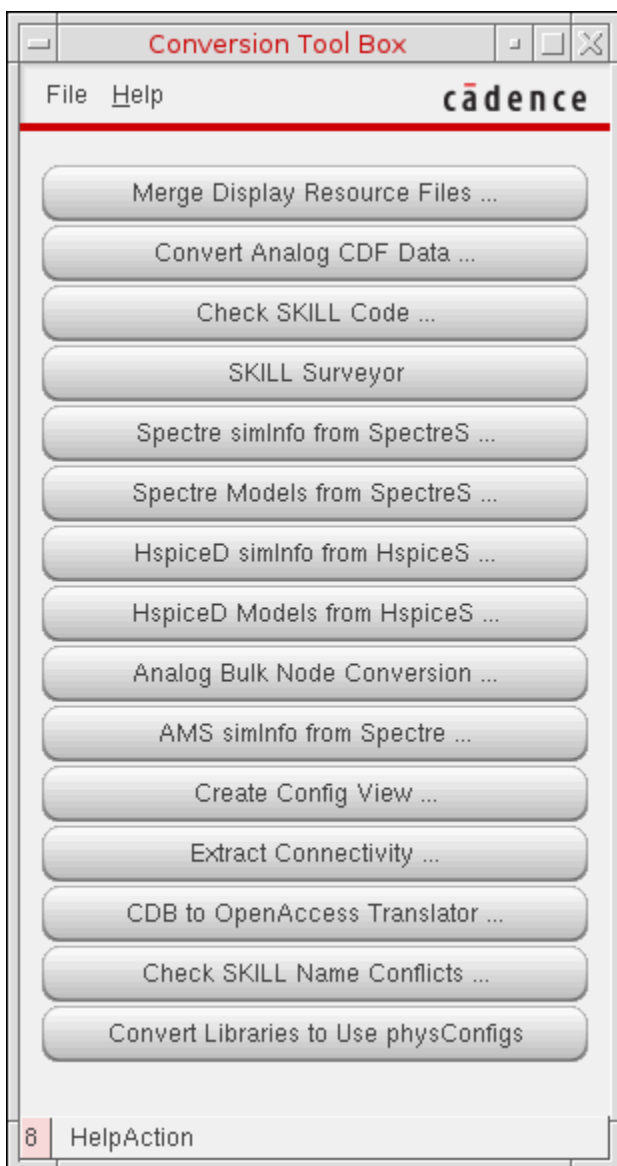 Conversion Tool Box
File Help cādence
Merge Display Resource Files ...
Convert Analog CDF Data ...
Check SKILL Code ...
SKILL Surveyor
Spectre simInfo from SpectreS ...
Spectre Models from SpectreS ...
HspiceD simInfo from HspiceS ...
HspiceD Models from HspiceS ...
Analog Bulk Node Conversion ...
AMS simInfo from Spectre ...
Create Config View ...
Extract Connectivity ...
CDB to OpenAccess Translator ...
Check SKILL Name Conflicts ...
Convert Libraries to Use physConfigs
8 HelpAction